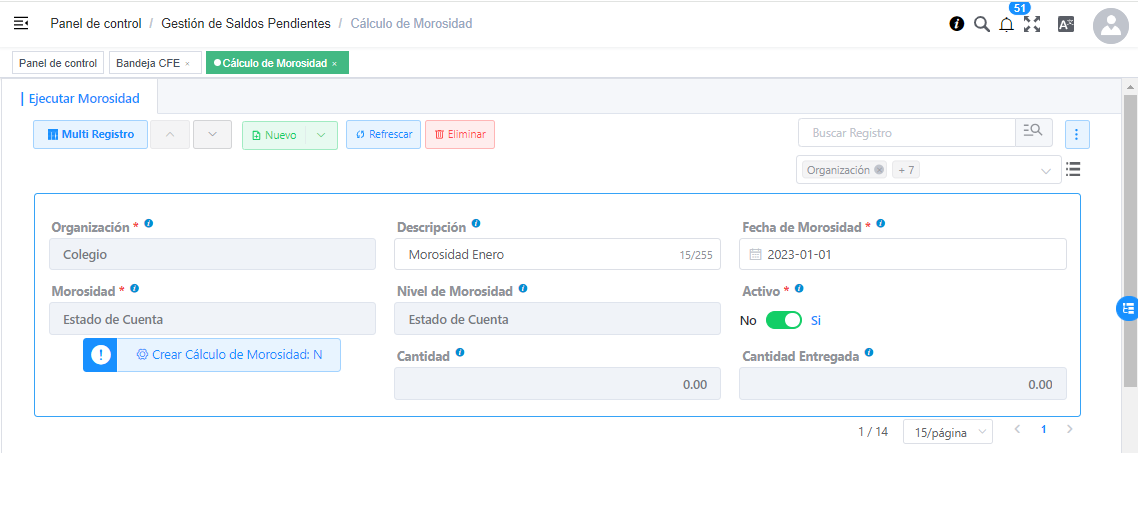 Panel de control / Gestión de Saldos Pendientes / Cálculo de Morosidad
51
Panel de control
Bandeja CFE ×
Cálculo de Morosidad ×
Ejecutar Morosidad
Multi Registro
Nuevo
Refrescar
Eliminar
Buscar Registro
Organización
+ 7
Organización *
Descripción
Fecha de Morosidad *
Colegio
Morosidad Enero
15/255
2023-01-01
Morosidad *
Nivel de Morosidad
Activo *
Estado de Cuenta
Estado de Cuenta
No
Si
Crear Cálculo de Morosidad: N
Cantidad
Cantidad Entregada
0.00
0.00
1 / 14
15/página
1